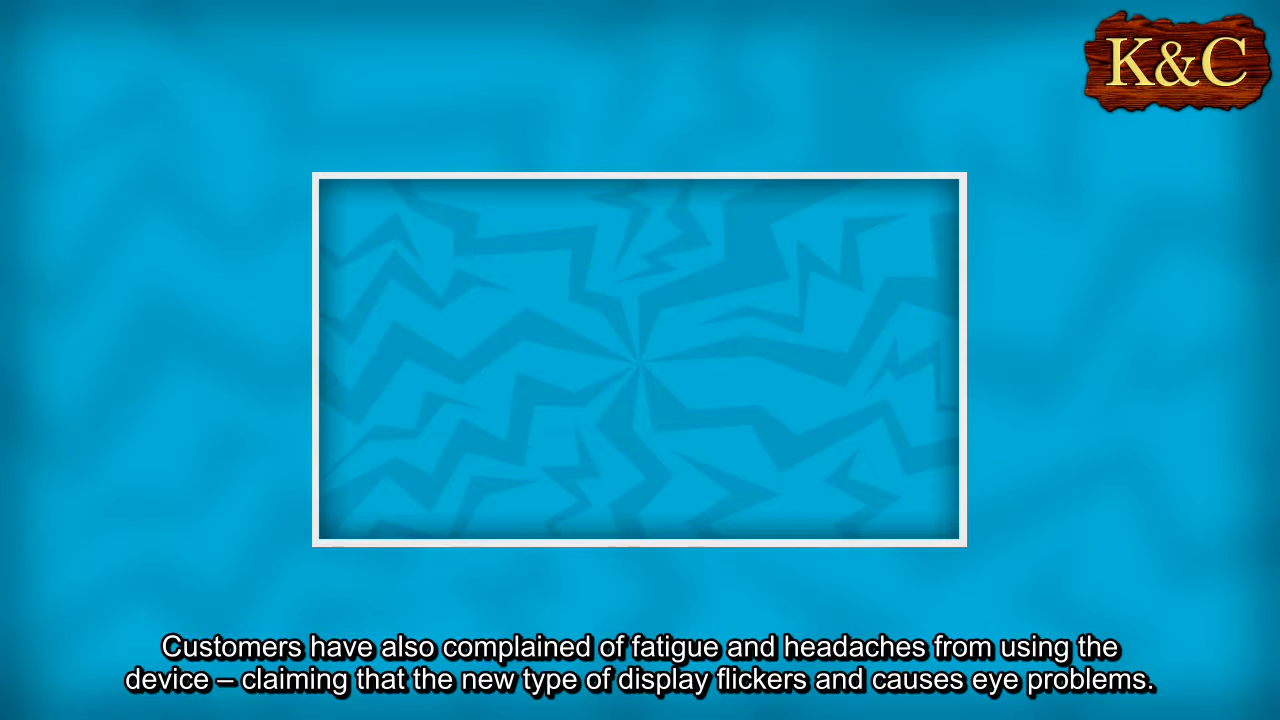 K&C
Customers have also complained of fatigue and headaches from using the
device – claiming that the new type of display flickers and causes eye problems.